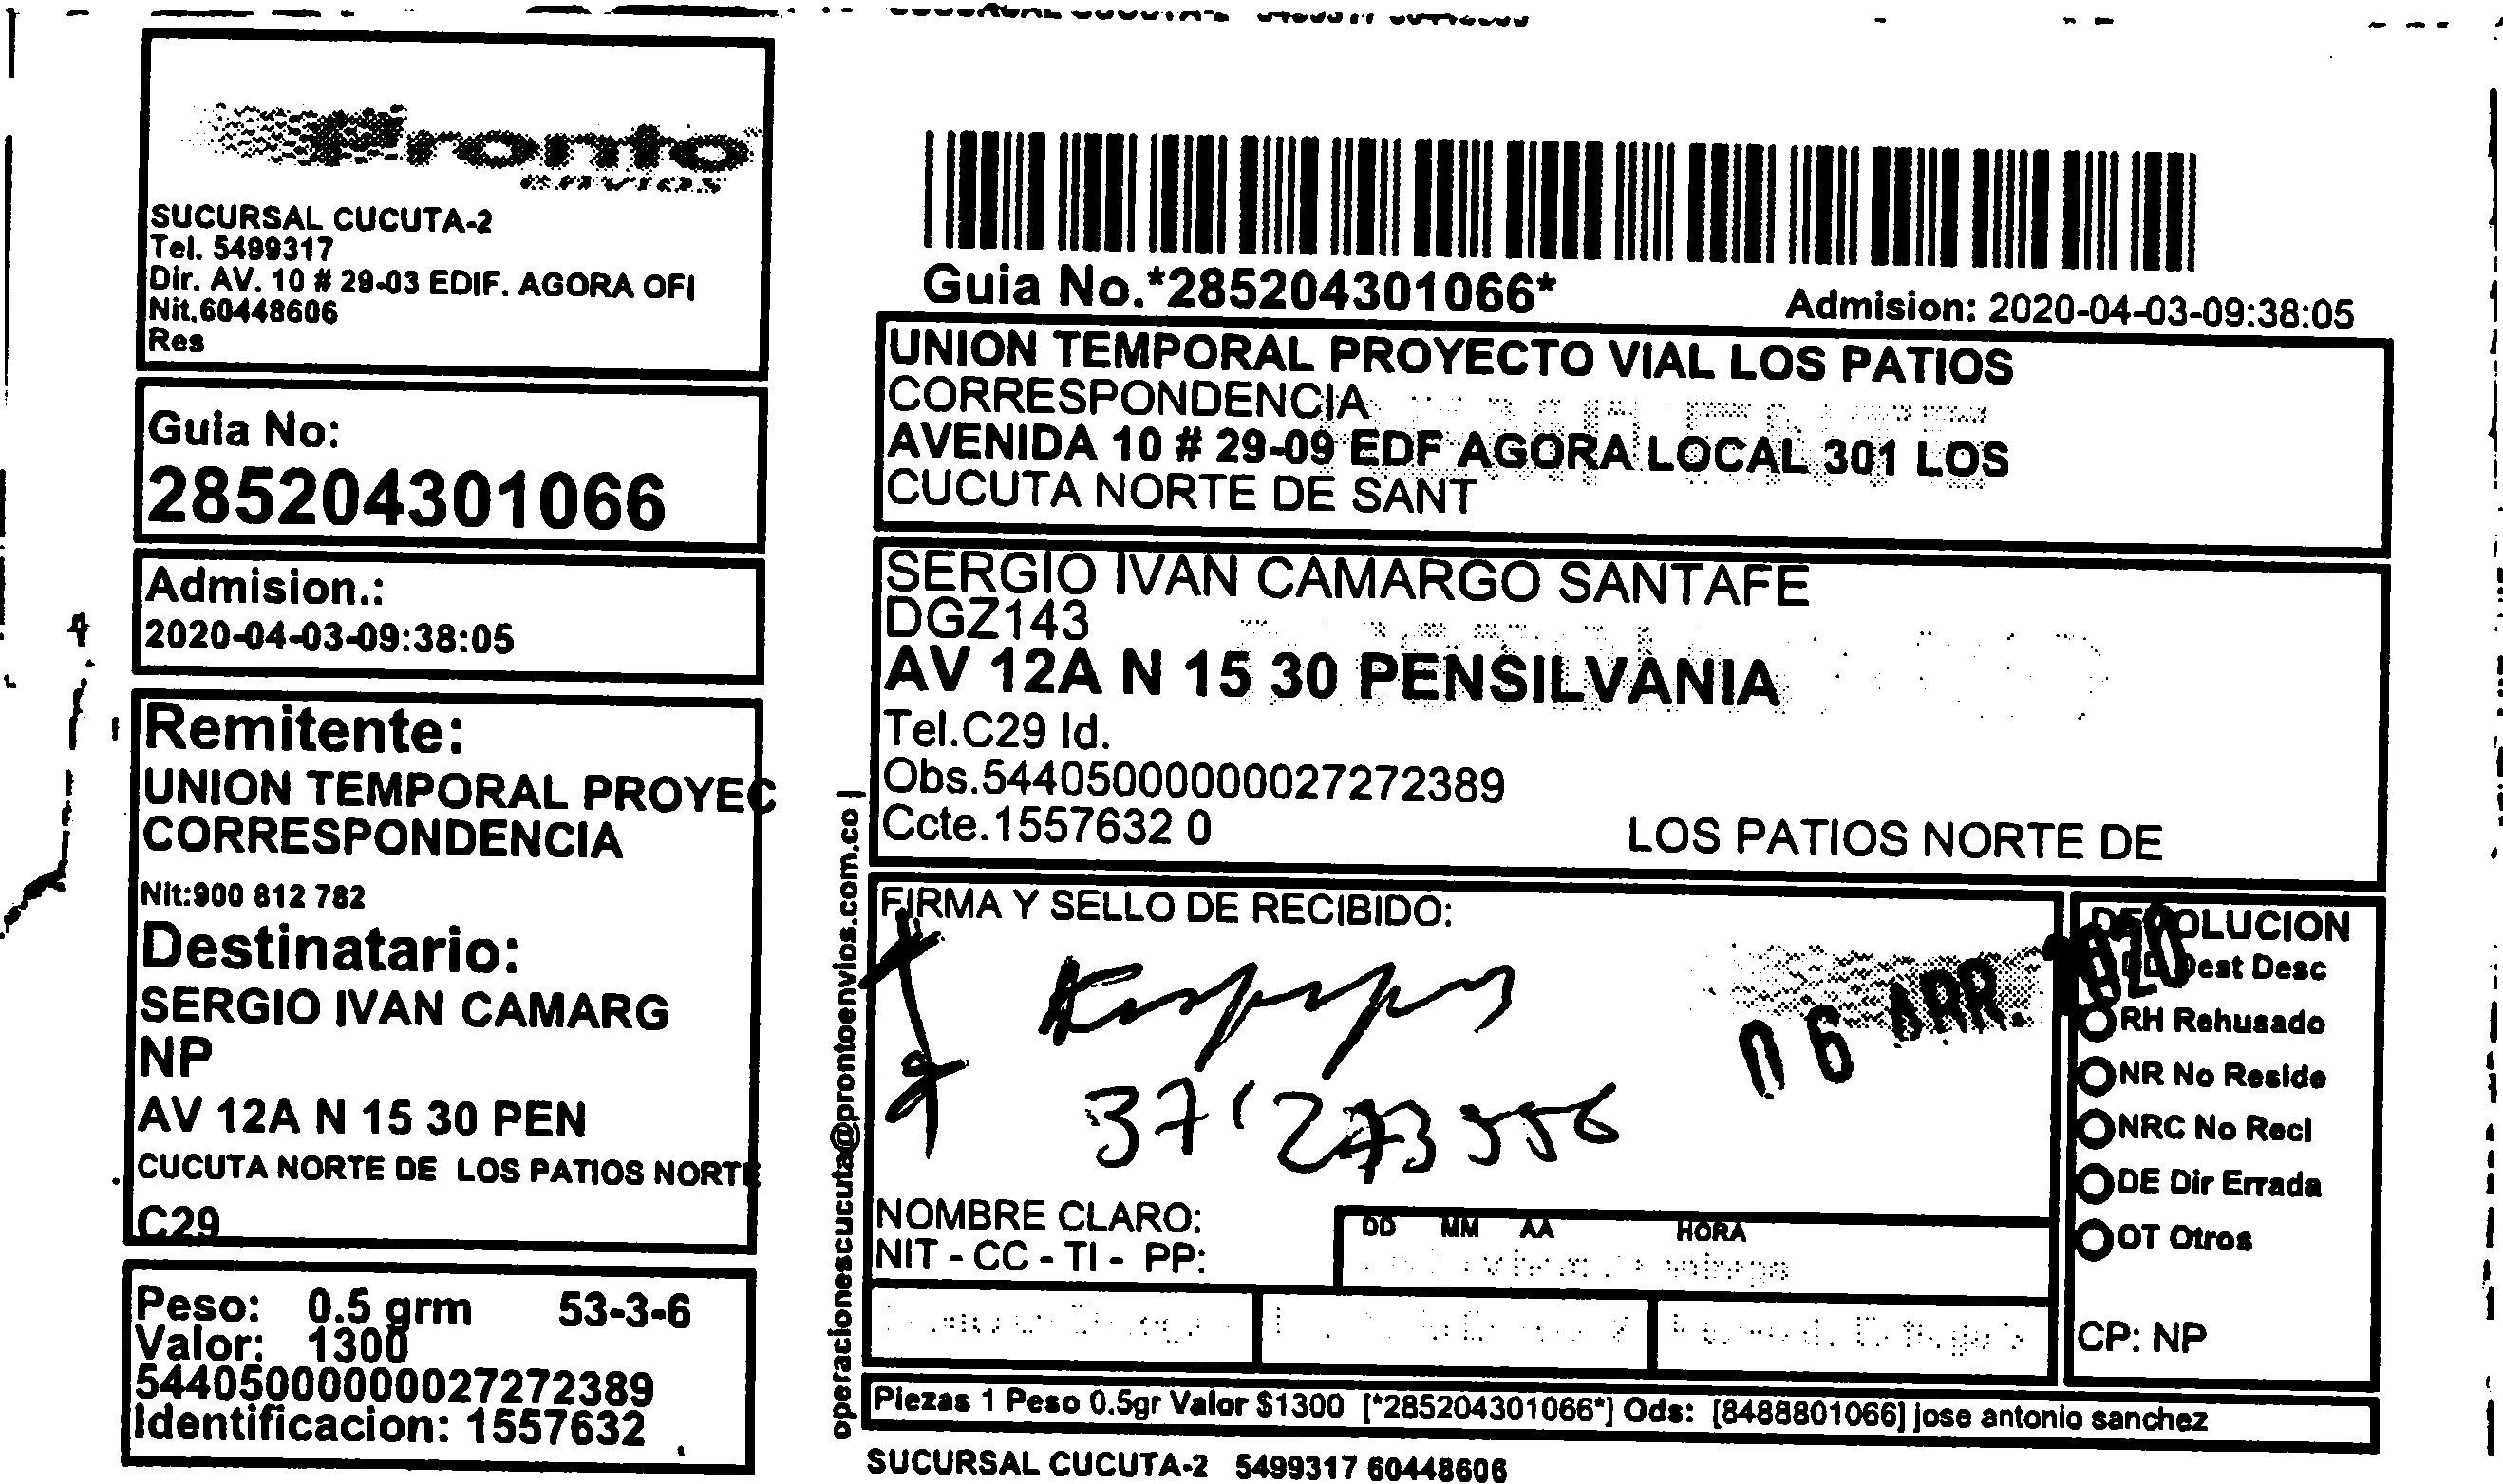 Pronto
envios
SUCURSAL CUCUTA-2
Tel. 5499317
Dir. AV. 10 # 29-03 EDIF. AGORA OFI
Nit.60448606
Res
Guia No:
285204301066
Admision.:
2020-04-03-09:38:05
Remitente:
UNION TEMPORAL PROYEC
CORRESPONDENCIA
Nit:900 812 782
Destinatario:
SERGIO IVAN CAMARG
NP
AV 12A N 15 30 PEN
CUCUTA NORTE DE LOS PATIOS NORTE
C29
Peso: 0.5 grm 53-3-6
Valor: 1300
544050000000027272389
Identificacion: 1557632
operacionescucuta@prontoenvios.com.co |
Guia No.*285204301066*
Admision: 2020-04-03-09:38:05
UNION TEMPORAL PROYECTO VIAL LOS PATIOS
CORRESPONDENCIA
AVENIDA 10 # 29-09 EDF AGORA LOCAL 301 LOS
CUCUTA NORTE DE SANT
SERGIO IVAN CAMARGO SANTAFE
DGZ143
AV 12A N 15 30 PENSILVANIA
Tel.C29 Id.
Obs.544050000000027272389
Ccte.1557632 0 LOS PATIOS NORTE DE
FIRMA Y SELLO DE RECIBIDO:
06 ABR. 2020
37'273556
NOMBRE CLARO:
NIT - CC - TI - PP:
DD MM AA HORA
DEVOLUCION
Dest Desc
RH Rehusado
NR No Reside
NRC No Recl
DE Dir Errada
OT Otros
CP: NP
Piezas 1 Peso 0.5gr Valor $1300 [*285204301066*] Ods: [8488801066] jose antonio sanchez
SUCURSAL CUCUTA-2 5499317 60448606